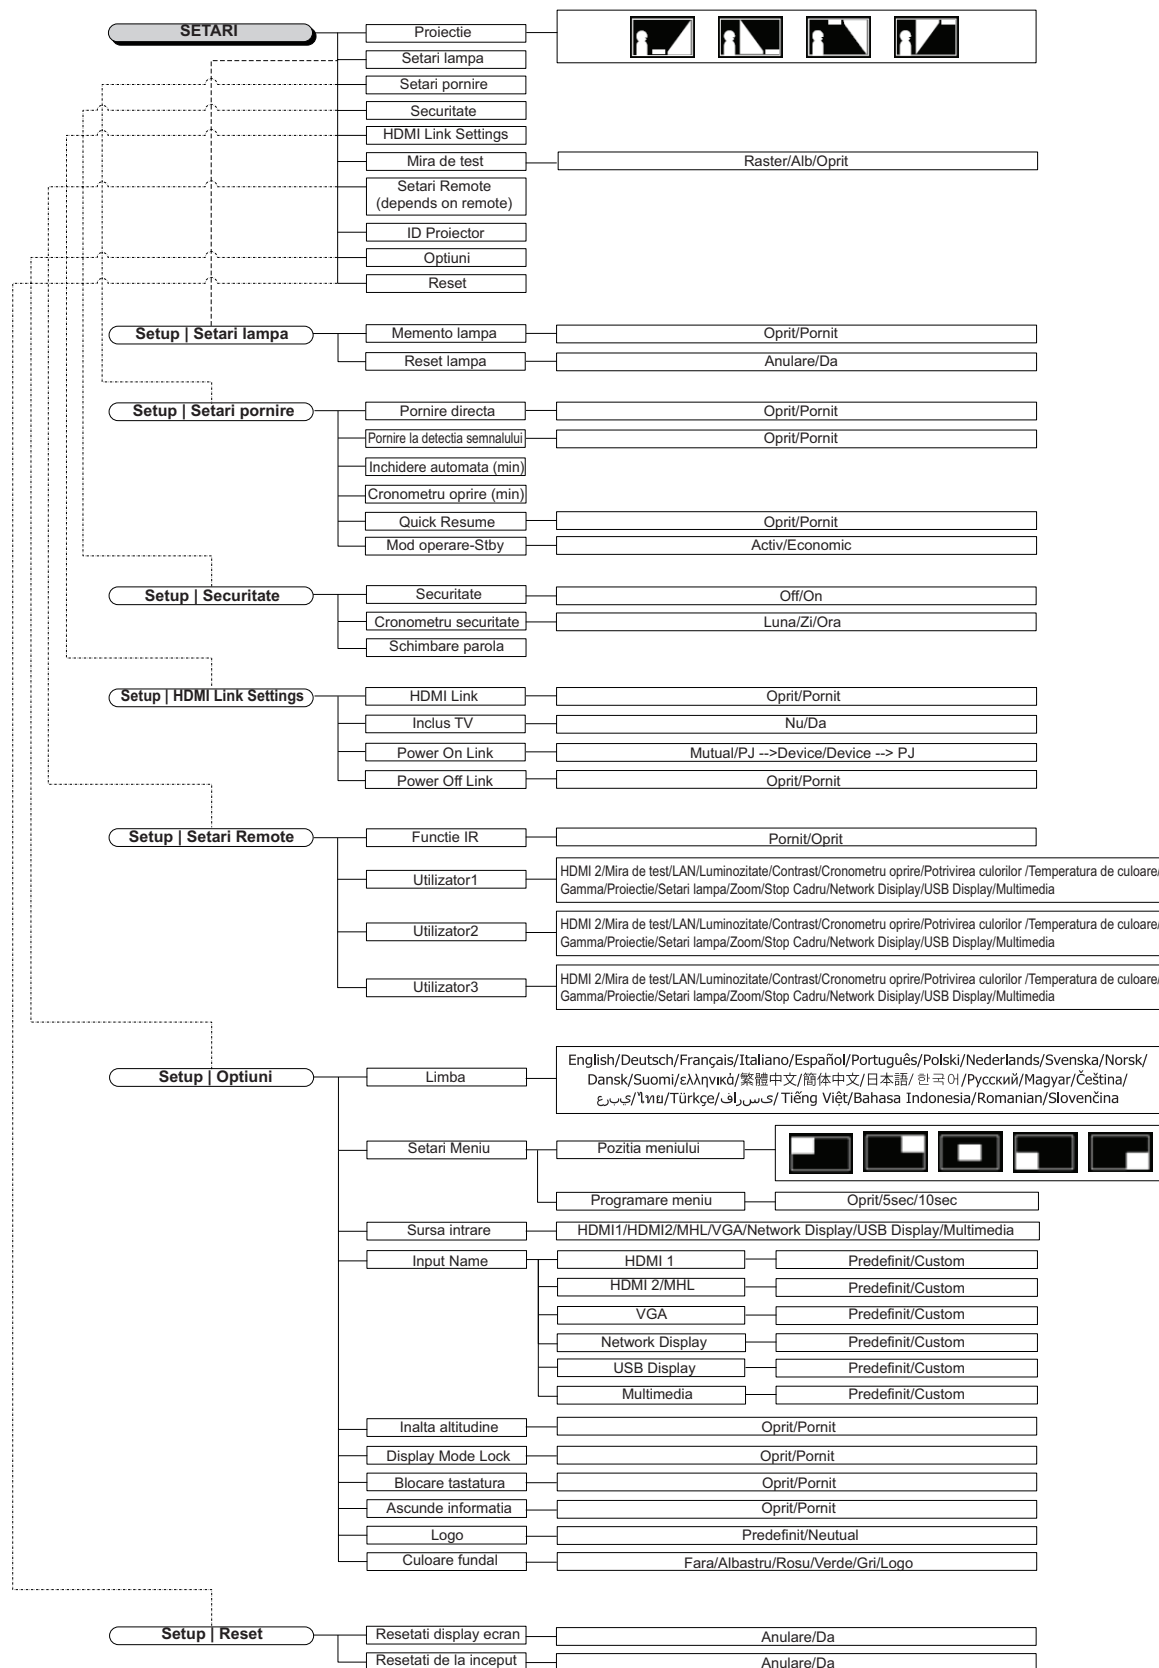 SETARI
Proiectie
Setari lampa
Setari pornire
Securitate
HDMI Link Settings
Mira de test
Raster/Alb/Oprit
Setari Remote
(depends on remote)
ID Proiector
Optiuni
Reset
Setup | Setari lampa
Memento lampa
Oprit/Pornit
Reset lampa
Anulare/Da
Setup | Setari pornire
Pornire directa
Oprit/Pornit
Pornire la detectia semnalului
Oprit/Pornit
Inchidere automata (min)
Cronometru oprire (min)
Quick Resume
Oprit/Pornit
Mod operare-Stby
Activ/Economic
Setup | Securitate
Securitate
Off/On
Cronometru securitate
Luna/Zi/Ora
Schimbare parola
Setup | HDMI Link Settings
HDMI Link
Oprit/Pornit
Inclus TV
Nu/Da
Power On Link
Mutual/PJ -->Device/Device --> PJ
Power Off Link
Oprit/Pornit
Setup | Setari Remote
Functie IR
Pornit/Oprit
Utilizator1
HDMI 2/Mira de test/LAN/Luminozitate/Contrast/Cronometru oprire/Potrivirea culorilor /Temperatura de culoare/
Gamma/Proiectie/Setari lampa/Zoom/Stop Cadru/Network Disiplay/USB Display/Multimedia
Utilizator2
HDMI 2/Mira de test/LAN/Luminozitate/Contrast/Cronometru oprire/Potrivirea culorilor /Temperatura de culoare/
Gamma/Proiectie/Setari lampa/Zoom/Stop Cadru/Network Disiplay/USB Display/Multimedia
Utilizator3
HDMI 2/Mira de test/LAN/Luminozitate/Contrast/Cronometru oprire/Potrivirea culorilor /Temperatura de culoare/
Gamma/Proiectie/Setari lampa/Zoom/Stop Cadru/Network Disiplay/USB Display/Multimedia
Setup | Optiuni
Limba
English/Deutsch/Français/Italiano/Español/Português/Polski/Nederlands/Svenska/Norsk/
Dansk/Suomi/ελληνικά/繁體中文/簡体中文/日本語/한국어/Русский/Magyar/Čeština/
ﻱﺏﺭﻉ/ไทย/Türkçe/ﻯﺱﺭﺍﻑ/Tiếng Việt/Bahasa Indonesia/Romanian/Slovenčina
Setari Meniu
Pozitia meniului
Programare meniu
Oprit/5sec/10sec
Sursa intrare
HDMI1/HDMI2/MHL/VGA/Network Display/USB Display/Multimedia
Input Name
HDMI 1
Predefinit/Custom
HDMI 2/MHL
Predefinit/Custom
VGA
Predefinit/Custom
Network Display
Predefinit/Custom
USB Display
Predefinit/Custom
Multimedia
Predefinit/Custom
Inalta altitudine
Oprit/Pornit
Display Mode Lock
Oprit/Pornit
Blocare tastatura
Oprit/Pornit
Ascunde informatia
Oprit/Pornit
Logo
Predefinit/Neutual
Culoare fundal
Fara/Albastru/Rosu/Verde/Gri/Logo
Setup | Reset
Resetati display ecran
Anulare/Da
Resetati de la inceput
Anulare/Da